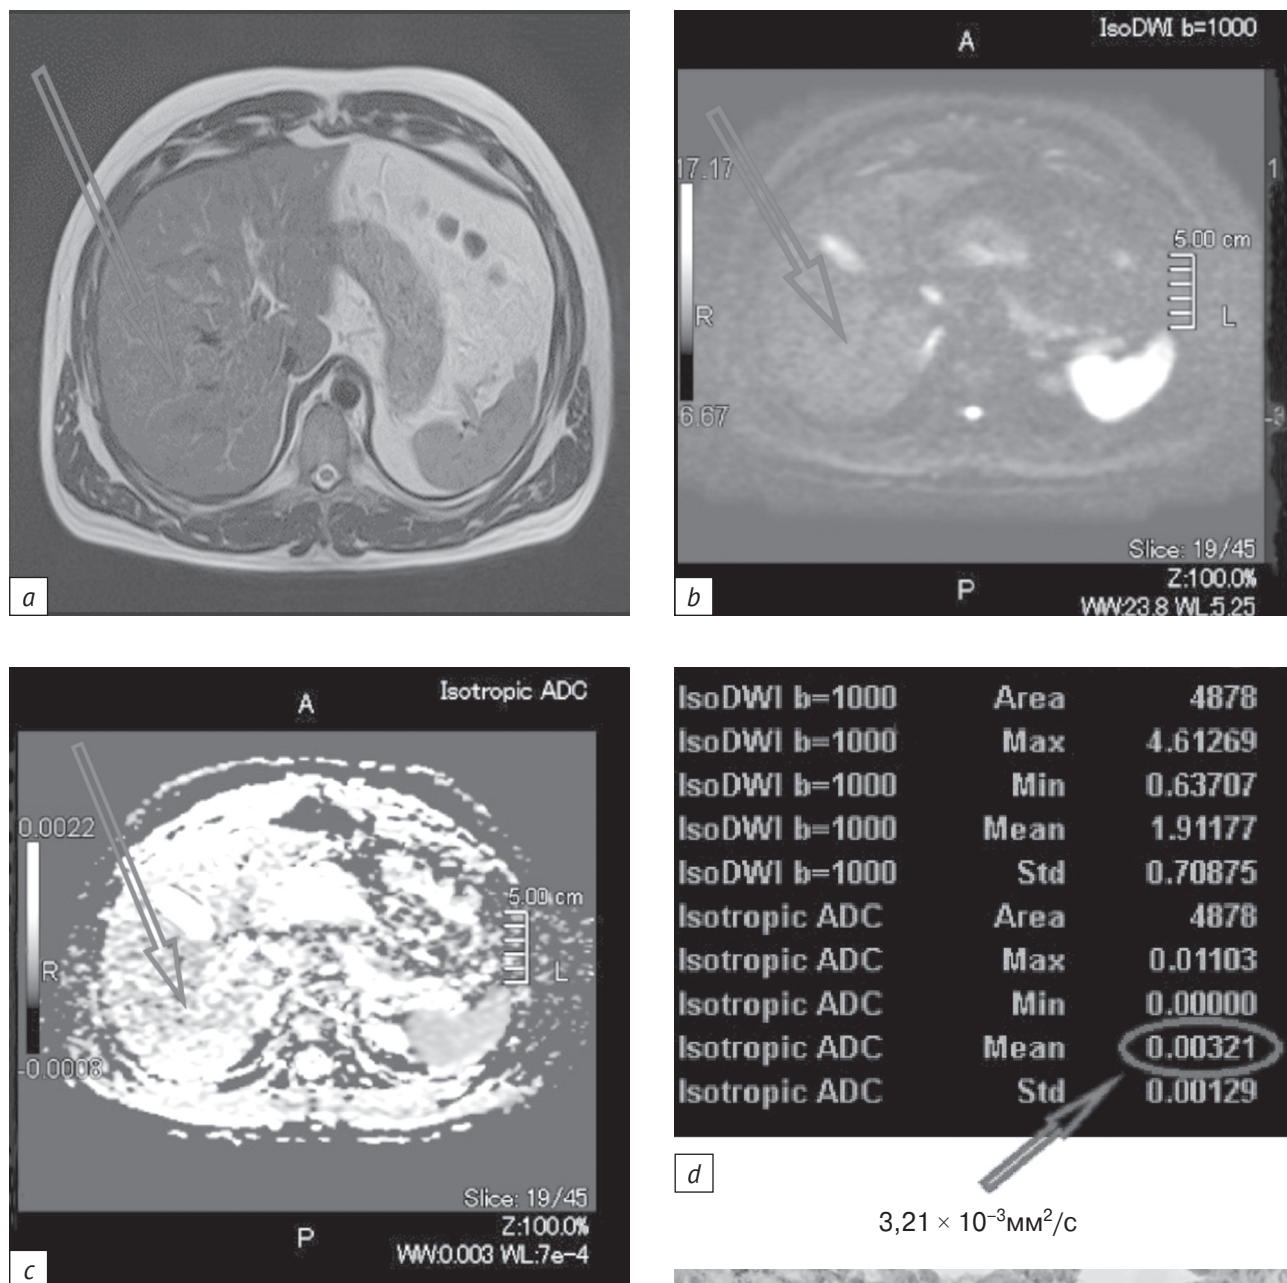 a
IsoDWI b=1000
A
17.17
1
5.00 cm
R
L
6.67
-3
Slice: 19/45
Z:100.0%
P
WW:23.8 WL:5.25
b
Isotropic ADC
A
0.0022
5.00 cm
R
L
-0.0008
Slice: 19/45
Z:100.0%
P
WW:0.003 WL:7e-4
c
IsoDWI b=1000 Area 4878
IsoDWI b=1000 Max 4.61269
IsoDWI b=1000 Min 0.63707
IsoDWI b=1000 Mean 1.91177
IsoDWI b=1000 Std 0.70875
Isotropic ADC Area 4878
Isotropic ADC Max 0.01103
Isotropic ADC Min 0.00000
Isotropic ADC Mean 0.00321
Isotropic ADC Std 0.00129
d
3,21 × 10⁻³мм²/с